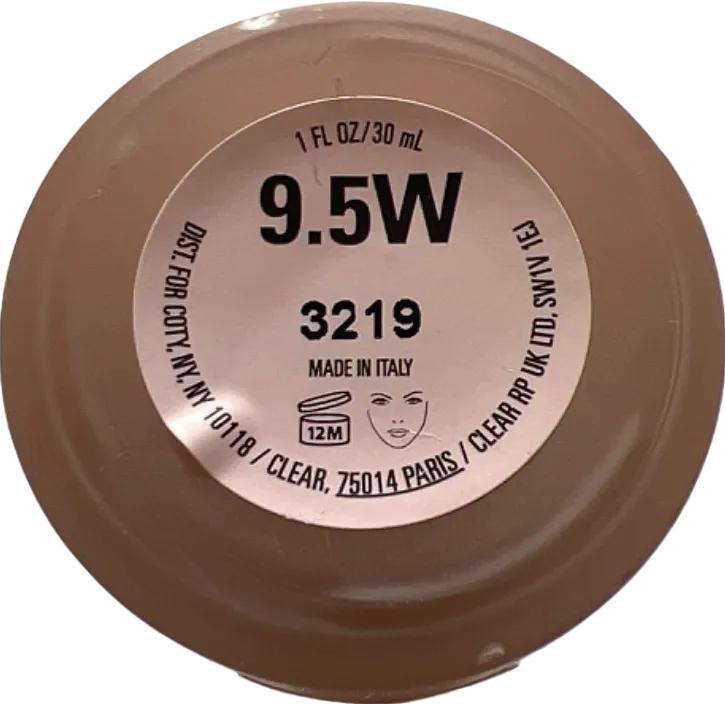 1 FL OZ/30 mL
9.5W
3219
MADE IN ITALY
12M
DIST. FOR COTY, NY, NY 10118 / CLEAR, 75014 PARIS / CLEAR RP UK LTD, SW1V 1EJ